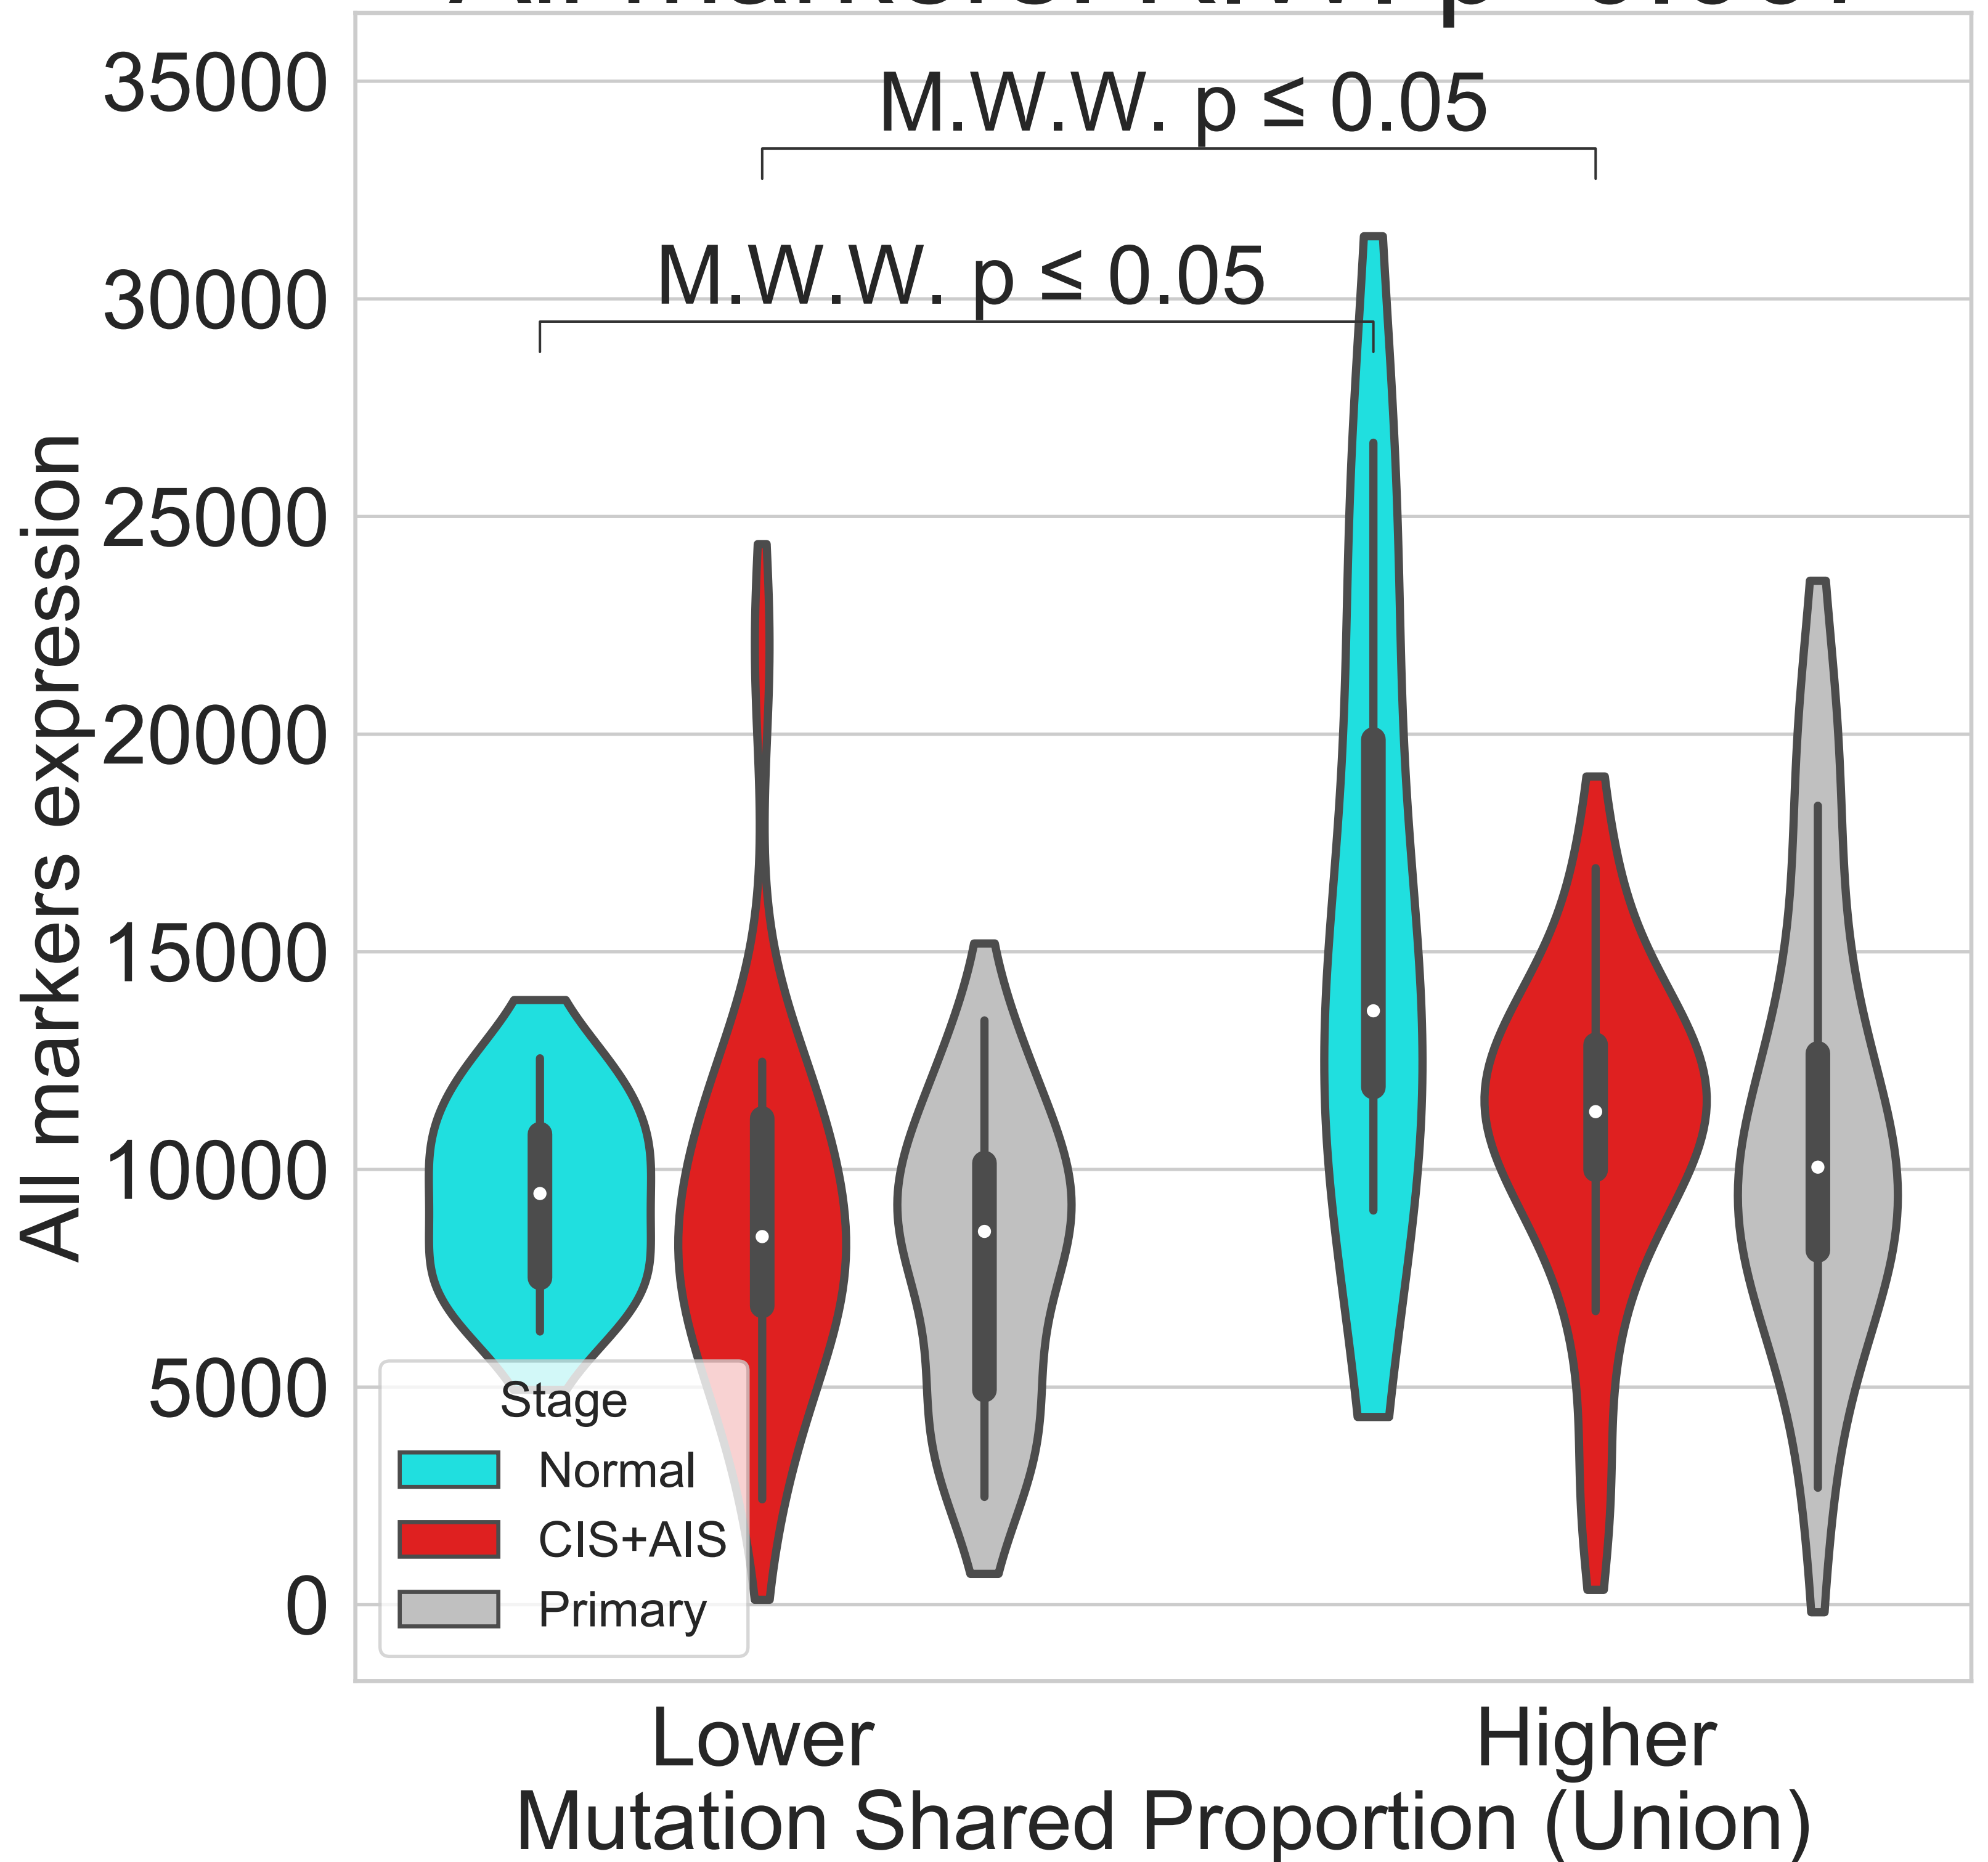 35000
30000
25000
20000
15000
10000
5000
0
All markers expression
M.W.W. p ≤ 0.05
M.W.W. p ≤ 0.05
Stage
Normal
CIS+AIS
Primary
Lower
Higher
Mutation Shared Proportion (Union)